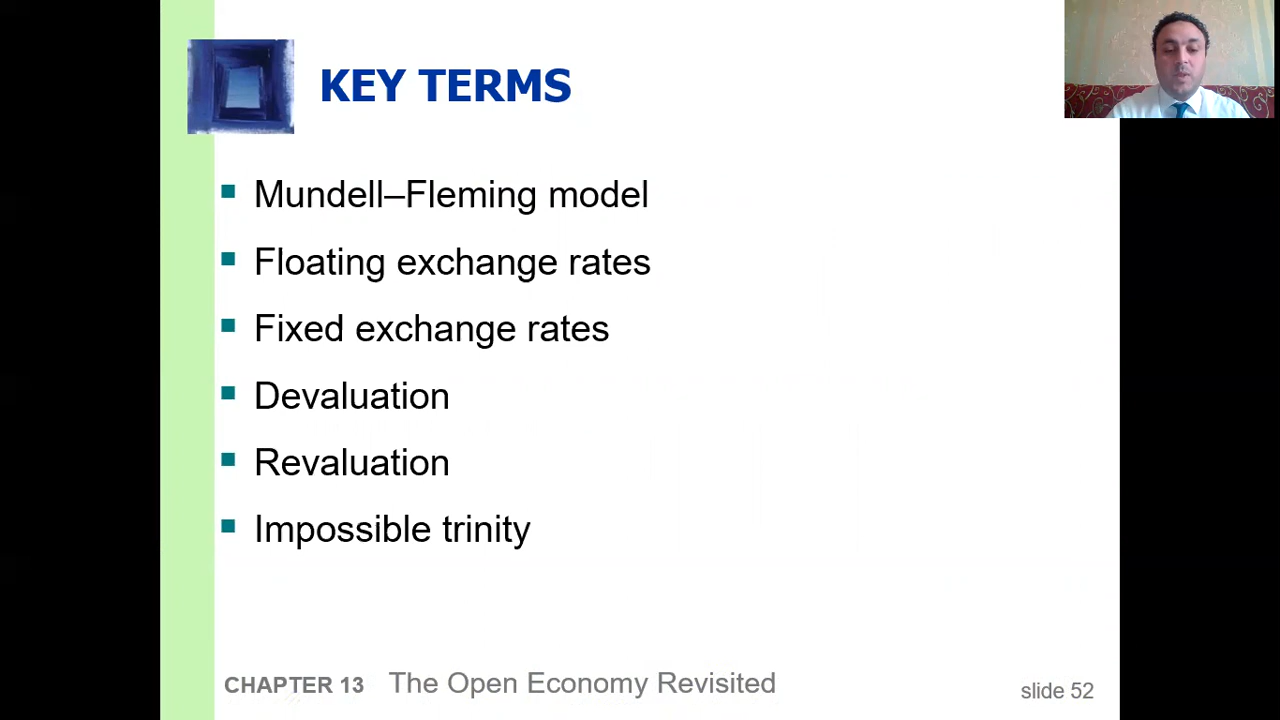 KEY TERMS
Mundell–Fleming model
Floating exchange rates
Fixed exchange rates
Devaluation
Revaluation
Impossible trinity
CHAPTER 13 The Open Economy Revisited
slide 52